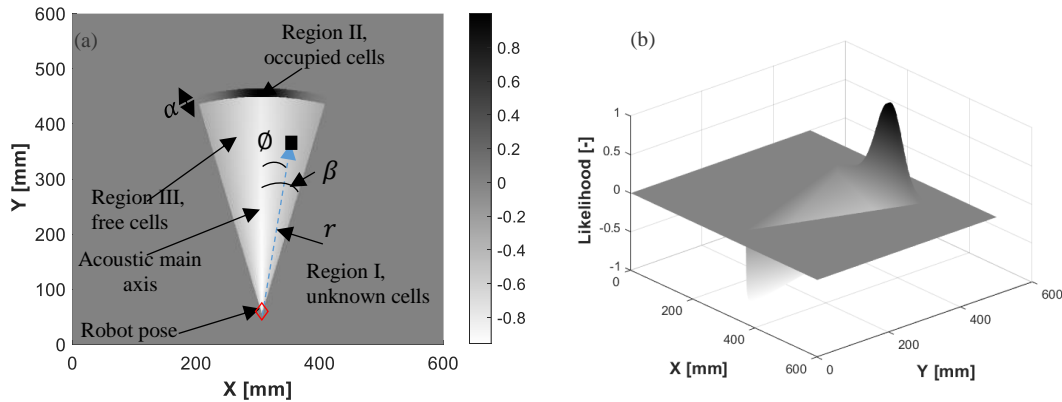 (a)
Region II,
occupied cells
α
Ø
β
r
Region III,
free cells
Acoustic main
axis
Region I,
unknown cells
Robot pose
Y [mm]
600
500
400
300
200
100
0
0
200
400
600
X [mm]
0.8
0.6
0.4
0.2
0
-0.2
-0.4
-0.6
-0.8
(b)
Likelihood [-]
1
0.5
0
-0.5
-1
0
200
400
600
X [mm]
0
200
400
600
Y [mm]